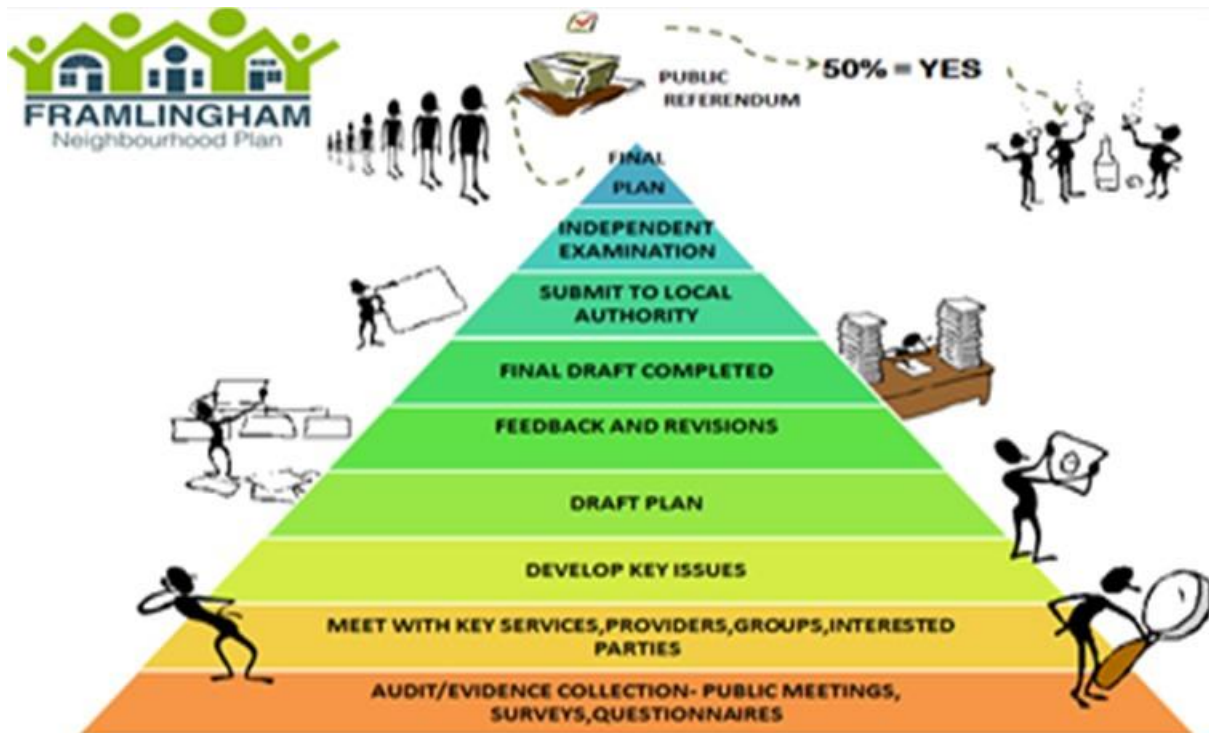 FRAMLINGHAM
Neighbourhood Plan
PUBLIC
REFERENDUM
50% = YES
FINAL
PLAN
INDEPENDENT
EXAMINATION
SUBMIT TO LOCAL
AUTHORITY
FINAL DRAFT COMPLETED
FEEDBACK AND REVISIONS
DRAFT PLAN
DEVELOP KEY ISSUES
MEET WITH KEY SERVICES,PROVIDERS,GROUPS,INTERESTED
PARTIES
AUDIT/EVIDENCE COLLECTION- PUBLIC MEETINGS,
SURVEYS,QUESTIONNAIRES